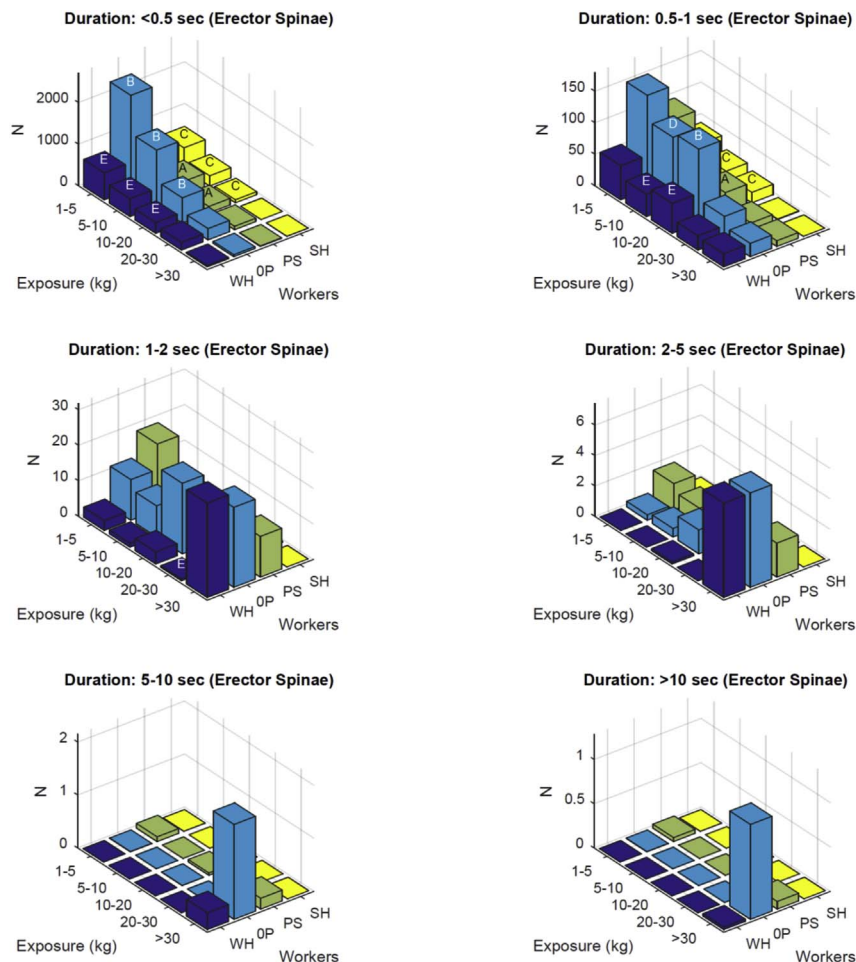 Duration: <0.5 sec (Erector Spinae)
2000
1000
0
N
B
B
B
E
E
E
A
A
C
C
C
1-5
5-10
10-20
20-30
>30
Exposure (kg)
WH
0P
PS
SH
Workers
Duration: 0.5-1 sec (Erector Spinae)
150
100
50
0
N
D
B
E
E
A
C
C
1-5
5-10
10-20
20-30
>30
Exposure (kg)
WH
0P
PS
SH
Workers
Duration: 1-2 sec (Erector Spinae)
30
20
10
0
N
E
1-5
5-10
10-20
20-30
>30
Exposure (kg)
WH
0P
PS
SH
Workers
Duration: 2-5 sec (Erector Spinae)
6
4
2
0
N
1-5
5-10
10-20
20-30
>30
Exposure (kg)
WH
0P
PS
SH
Workers
Duration: 5-10 sec (Erector Spinae)
2
1
0
N
1-5
5-10
10-20
20-30
>30
Exposure (kg)
WH
0P
PS
SH
Workers
Duration: >10 sec (Erector Spinae)
1
0.5
0
N
1-5
5-10
10-20
20-30
>30
Exposure (kg)
WH
0P
PS
SH
Workers